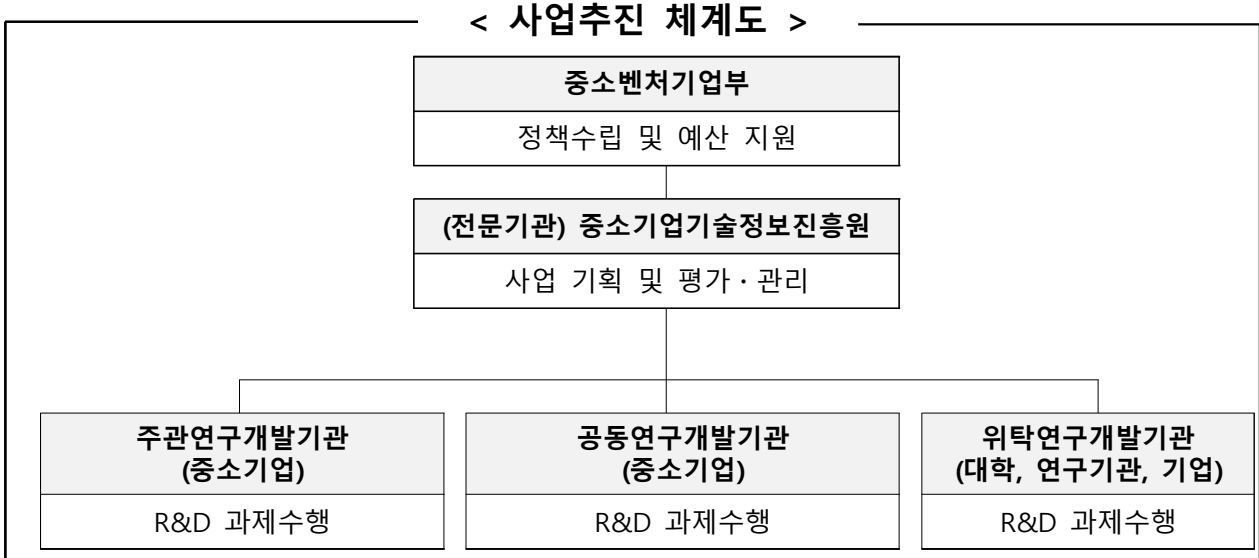 < 사업추진 체계도 >
중소벤처기업부
정책수립 및 예산 지원
(전문기관) 중소기업기술정보진흥원
사업 기획 및 평가·관리
주관연구개발기관
(중소기업)
R&D 과제수행
공동연구개발기관
(중소기업)
R&D 과제수행
위탁연구개발기관
(대학, 연구기관, 기업)
R&D 과제수행